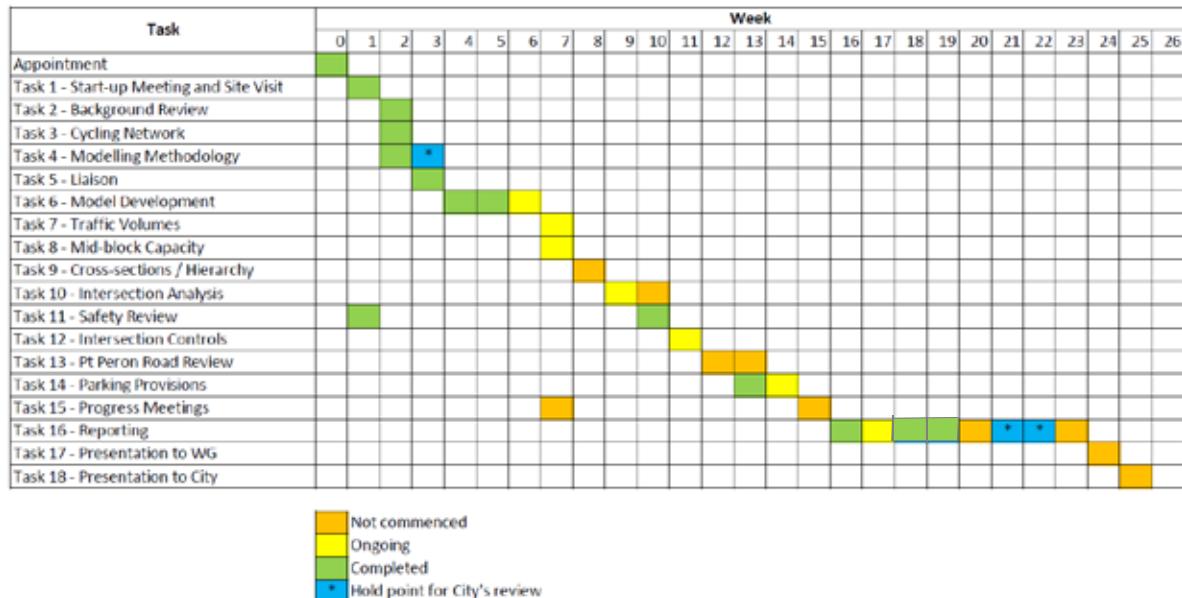 Task Week
0 1 2 3 4 5 6 7 8 9 10 11 12 13 14 15 16 17 18 19 20 21 22 23 24 25 26
Appointment
Task 1 - Start-up Meeting and Site Visit
Task 2 - Background Review
Task 3 - Cycling Network
Task 4 - Modelling Methodology *
Task 5 - Liaison
Task 6 - Model Development
Task 7 - Traffic Volumes
Task 8 - Mid-block Capacity
Task 9 - Cross-sections / Hierarchy
Task 10 - Intersection Analysis
Task 11 - Safety Review
Task 12 - Intersection Controls
Task 13 - Pt Peron Road Review
Task 14 - Parking Provisions
Task 15 - Progress Meetings
Task 16 - Reporting * *
Task 17 - Presentation to WG
Task 18 - Presentation to City
Not commenced
Ongoing
Completed
* Hold point for City's review